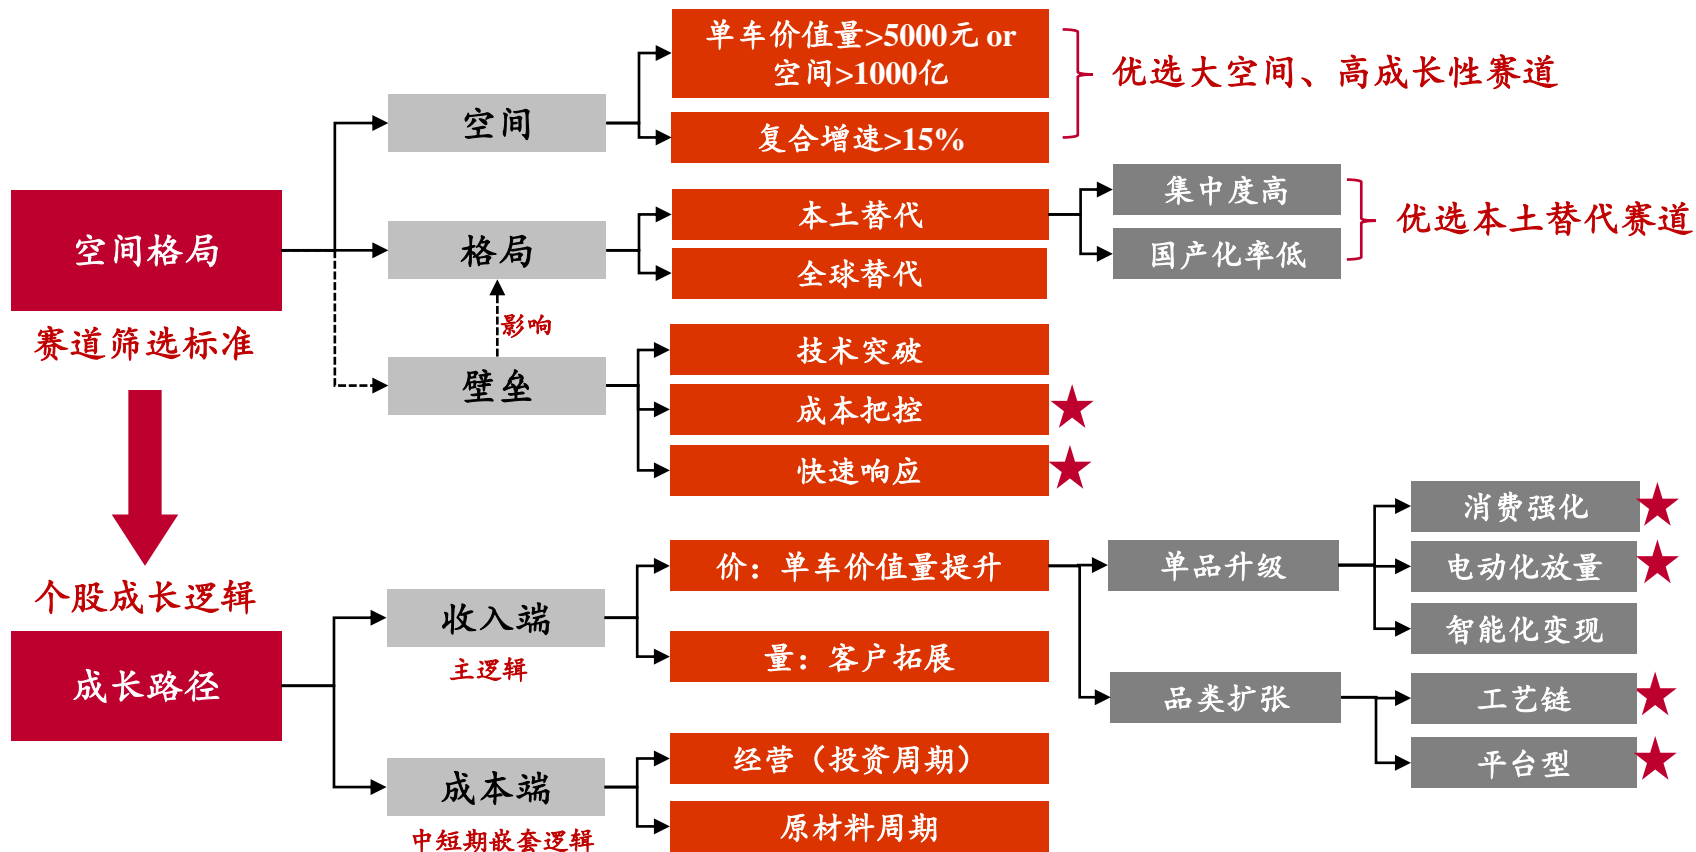 单车价值量>5000元 or
空间>1000亿
优选大空间、高成长性赛道
空间
复合增速>15%
集中度高
本土替代
优选本土替代赛道
空间格局
格局
国产化率低
全球替代
影响
赛道筛选标准
技术突破
壁垒
成本把控
快速响应
消费强化
价：单车价值量提升
单品升级
电动化放量
个股成长逻辑
收入端
智能化变现
主逻辑
量：客户拓展
成长路径
品类扩张
工艺链
经营（投资周期）
平台型
成本端
原材料周期
中短期嵌套逻辑